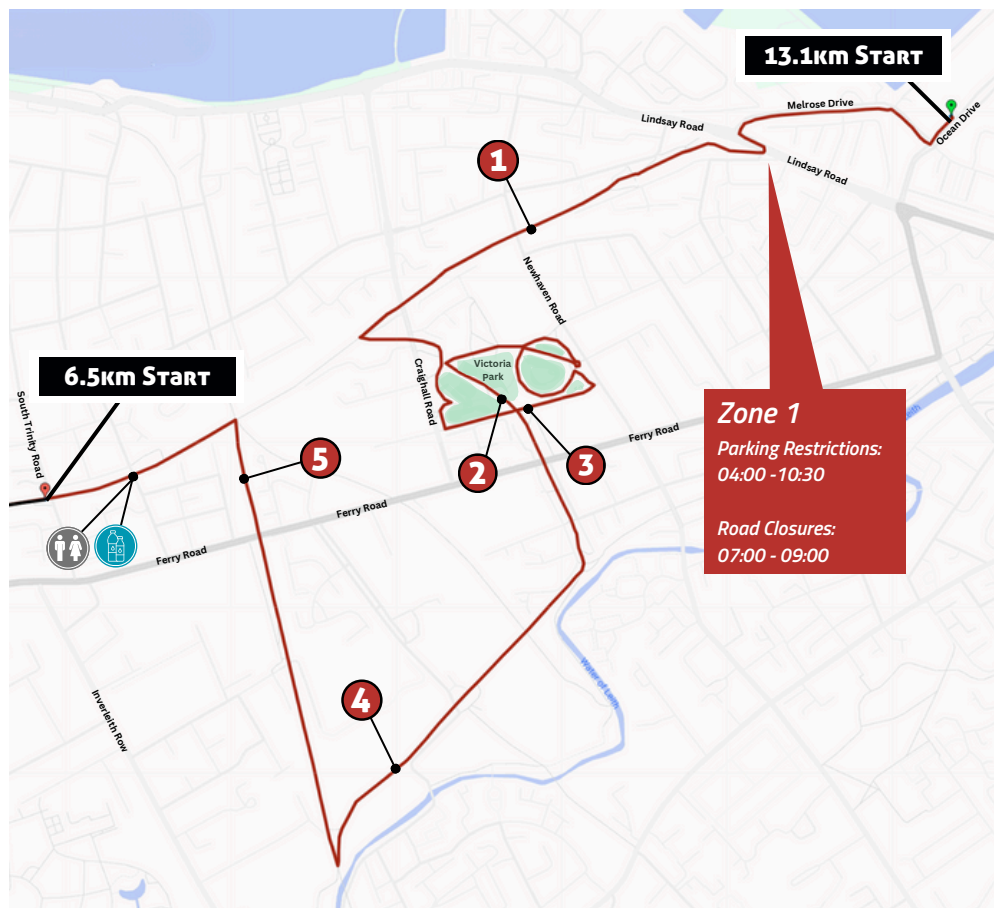 13.1km Start
Melrose Drive
Ocean Drive
Lindsay Road
Lindsay Road
1
Newhaven Road
6.5km Start
Victoria
Park
Craighall Road
South Trinity Road
Zone 1
Parking Restrictions:
04:00 -10:30
Road Closures:
07:00 - 09:00
Ferry Road
5
2
3
Ferry Road
Ferry Road
Water of Leith
4
Inverleith Row